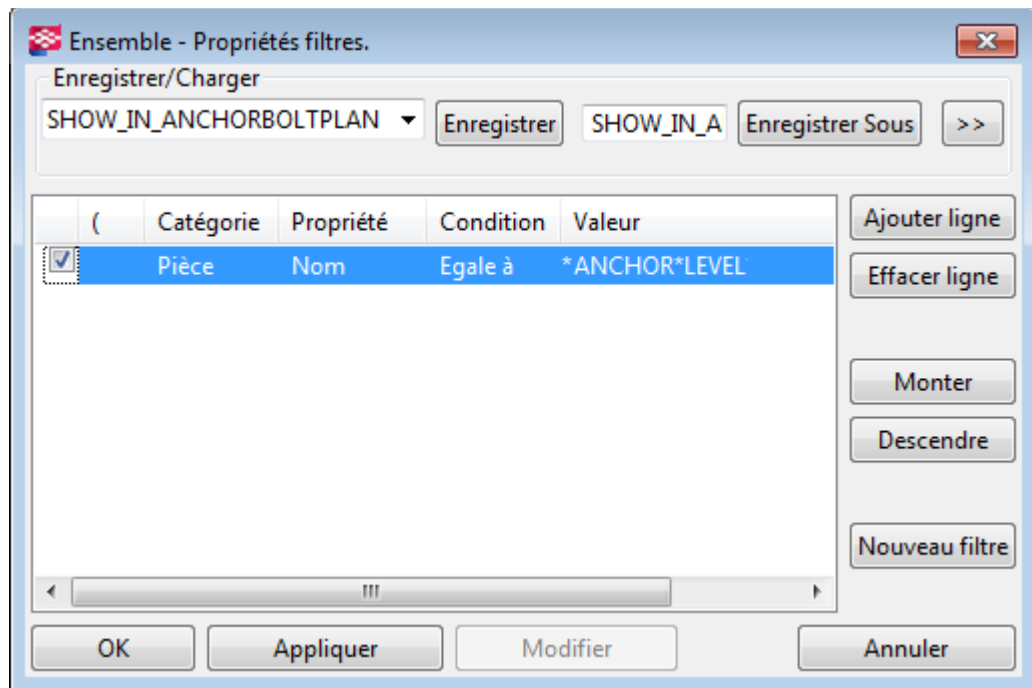 Ensemble - Propriétés filtres.
Enregistrer/Charger
SHOW_IN_ANCHORBOLTPLAN Enregistrer SHOW_IN_A Enregistrer Sous >>
( Catégorie Propriété Condition Valeur Ajouter ligne
Pièce Nom Egale à *ANCHOR*LEVEL
Effacer ligne
Monter
Descendre
Nouveau filtre
OK Appliquer Modifier Annuler